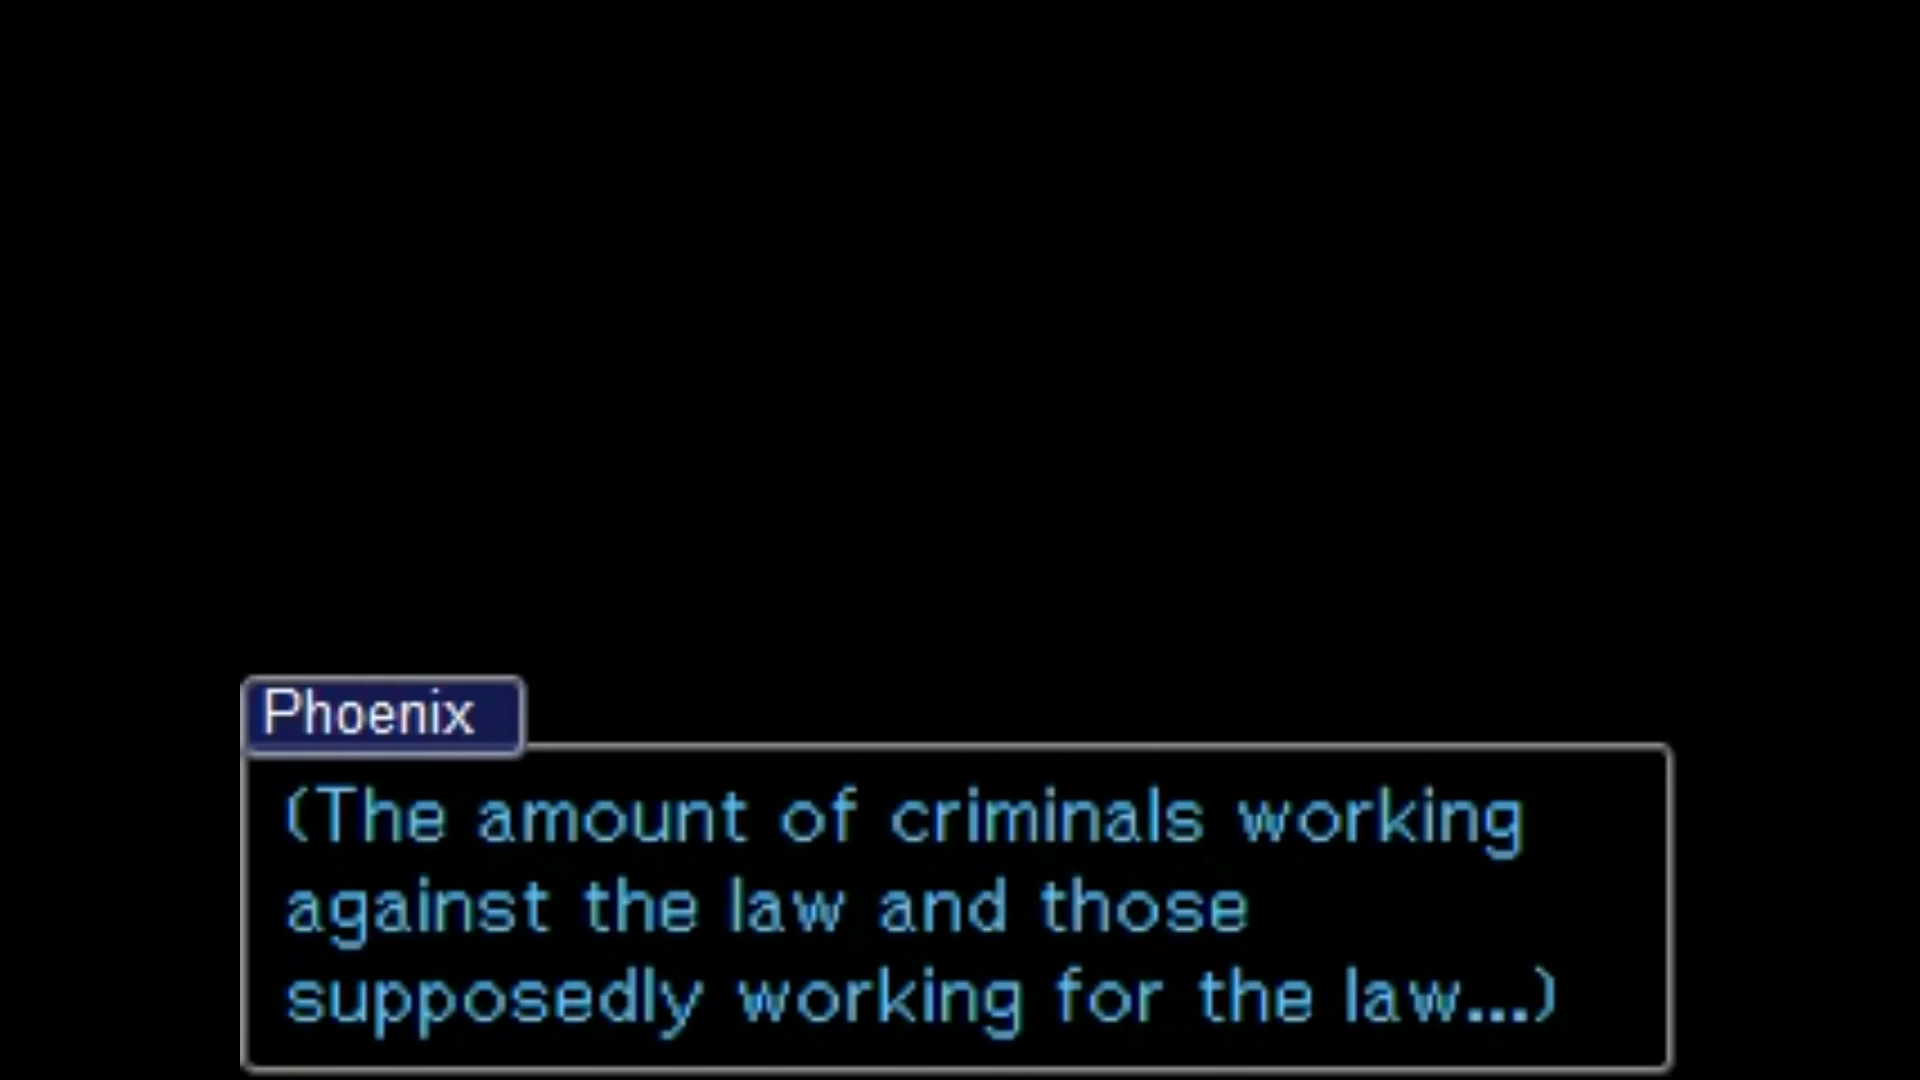 Phoenix
(The amount of criminals working
against the law and those
supposedly working for the law...)